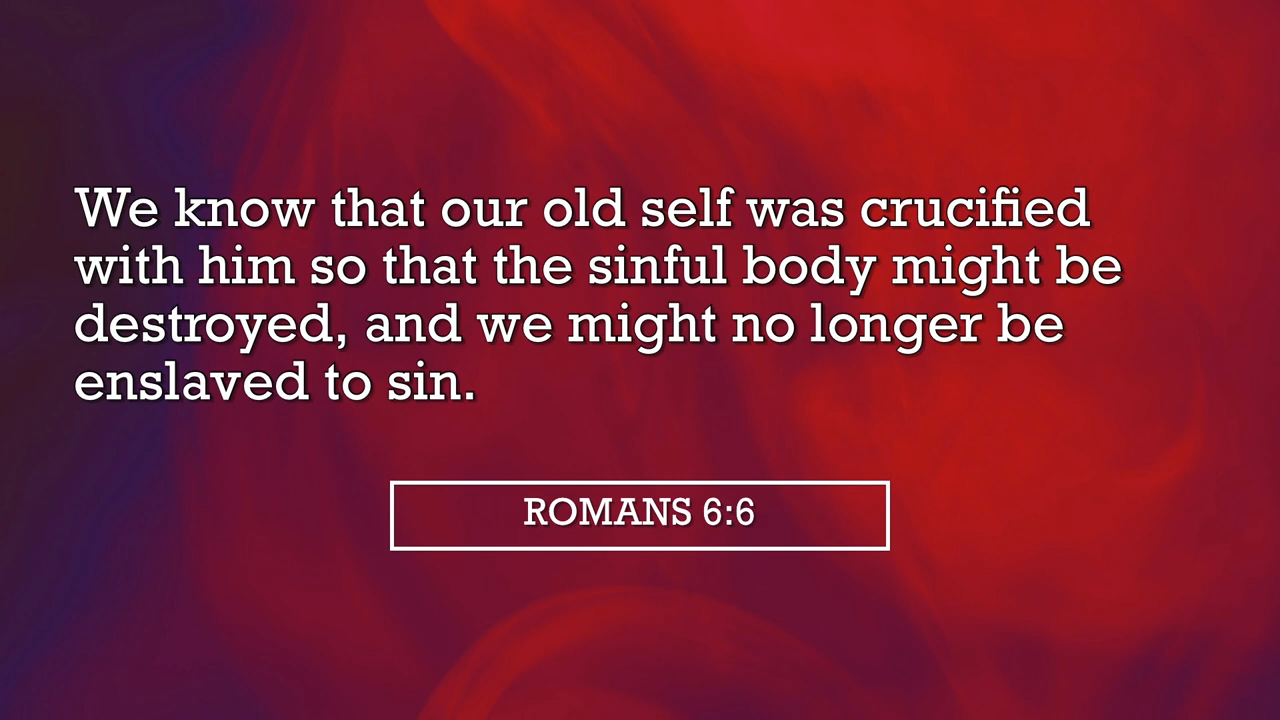 We know that our old self was crucified
with him so that the sinful body might be
destroyed, and we might no longer be
enslaved to sin.
ROMANS 6:6